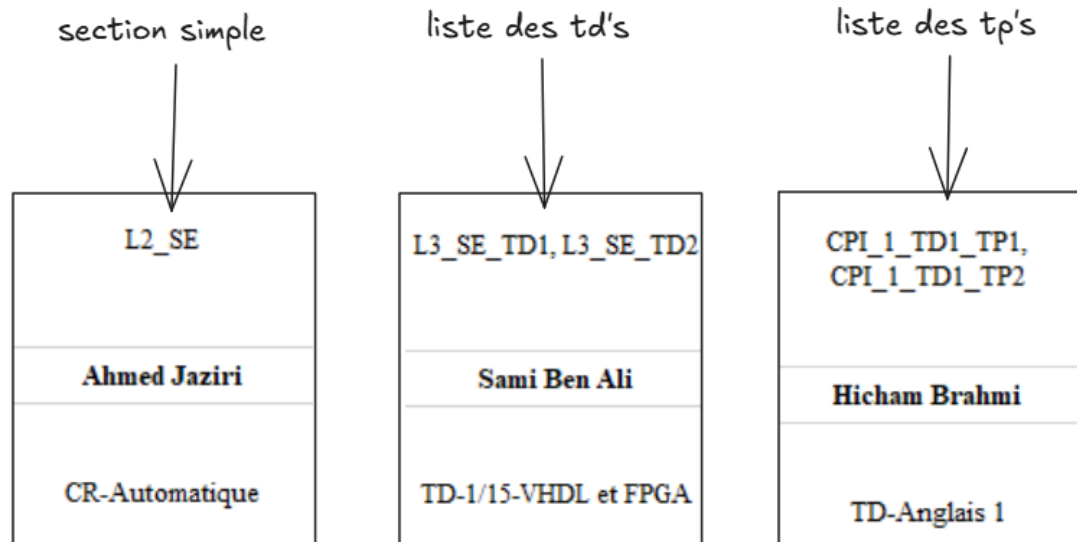 section simple
liste des td's
liste des tp's
L2_SE
L3_SE_TD1, L3_SE_TD2
CPI_1_TD1_TP1,
CPI_1_TD1_TP2
Ahmed Jaziri
Sami Ben Ali
Hicham Brahmi
CR-Automatique
TD-1/15-VHDL et FPGA
TD-Anglais 1